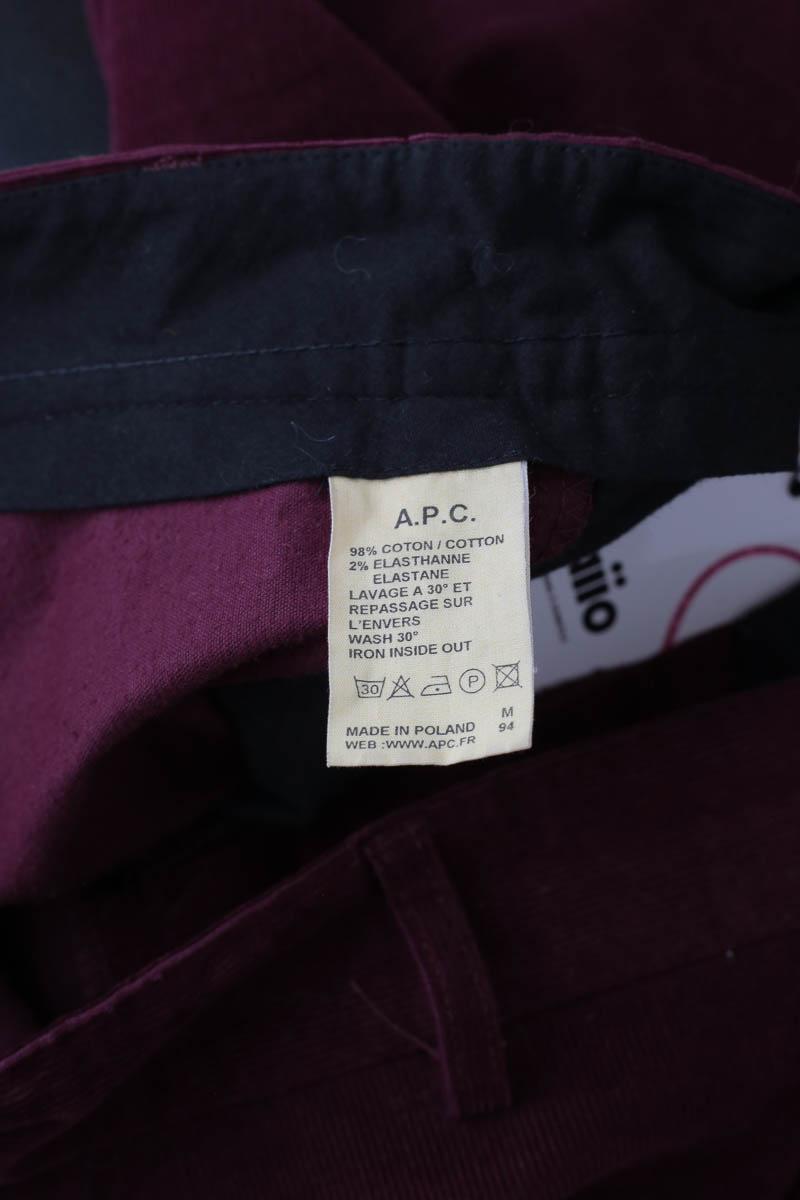 A.P.C.
98% COTON / COTTON
2% ELASTHANNE
ELASTANE
LAVAGE A 30° ET
REPASSAGE SUR
L'ENVERS
WASH 30°
IRON INSIDE OUT
30 P
MADE IN POLAND M
WEB :WWW.APC.FR 94